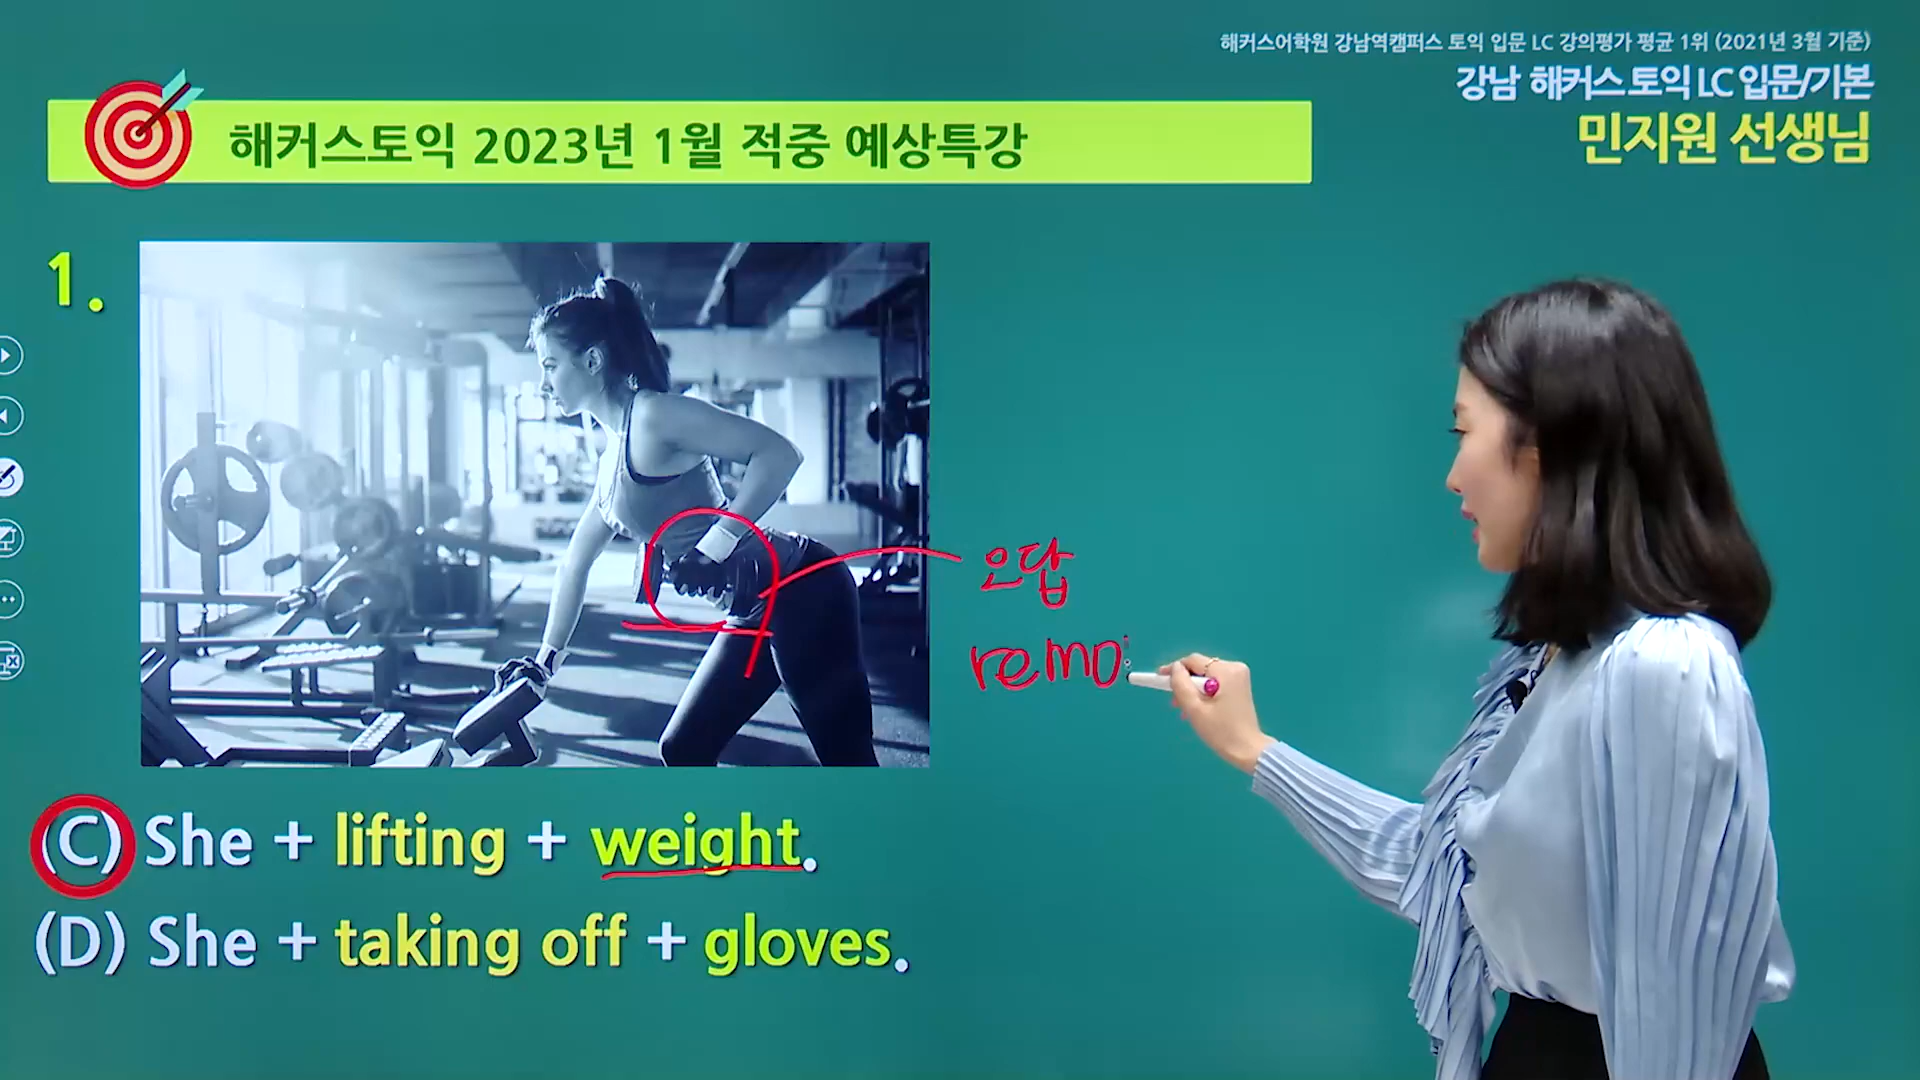 해커스어학원 강남역캠퍼스 토익 입문 LC 강의평가 평균 1위 (2021년 3월 기준)
강남 해커스 토익 LC 입문/기본
민지원 선생님
해커스토익 2023년 1월 적중 예상특강
1.
오답
remo
(C) She + lifting + weight.
(D) She + taking off + gloves.